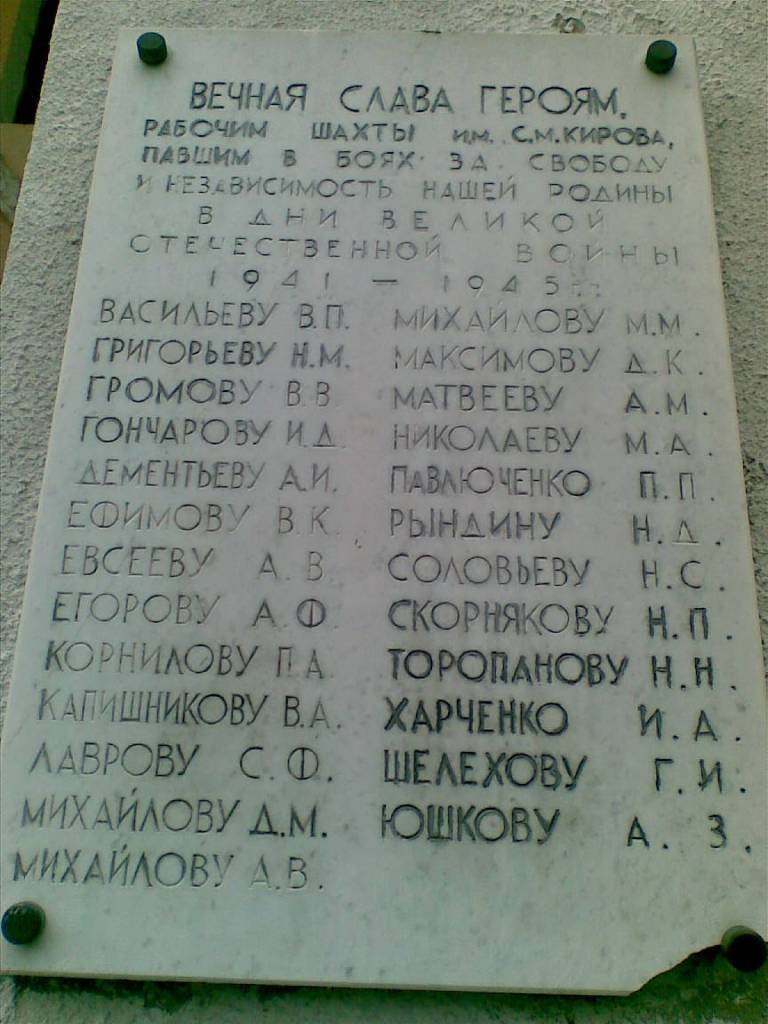 ВЕЧНАЯ СЛАВА ГЕРОЯМ,
РАБОЧИМ ШАХТЫ ИМ. С.М.КИРОВА,
ПАВШИМ В БОЯХ ЗА СВОБОДУ
И НЕЗАВИСИМОСТЬ НАШЕЙ РОДИНЫ
В ДНИ ВЕЛИКОЙ
ОТЕЧЕСТВЕННОЙ ВОЙНЫ
1941 — 1945гг.
ВАСИЛЬЕВУ В.П.
ГРИГОРЬЕВУ Н.М.
ГРОМОВУ В.В.
ГОНЧАРОВУ И.Д.
ДЕМЕНТЬЕВУ А.И.
ЕФИМОВУ В.К.
ЕВСЕЕВУ А.В.
ЕГОРОВУ А.Ф.
КОРНИЛОВУ П.А.
КАПИШНИКОВУ В.А.
ЛАВРОВУ С.Ф.
МИХАЙЛОВУ Д.М.
МИХАЙЛОВУ А.В.
МИХАЙЛОВУ М.М.
МАКСИМОВУ Д.К.
МАТВЕЕВУ А.М.
НИКОЛАЕВУ М.А.
ПАВЛЮЧЕНКО П.П.
РЫНДИНУ Н.Д.
СОЛОВЬЕВУ Н.С.
СКОРНЯКОВУ Н.П.
ТОРОПАНОВУ Н.Н.
ХАРЧЕНКО И.А.
ШЕЛЕХОВУ Г.И.
ЮШКОВУ А.З.